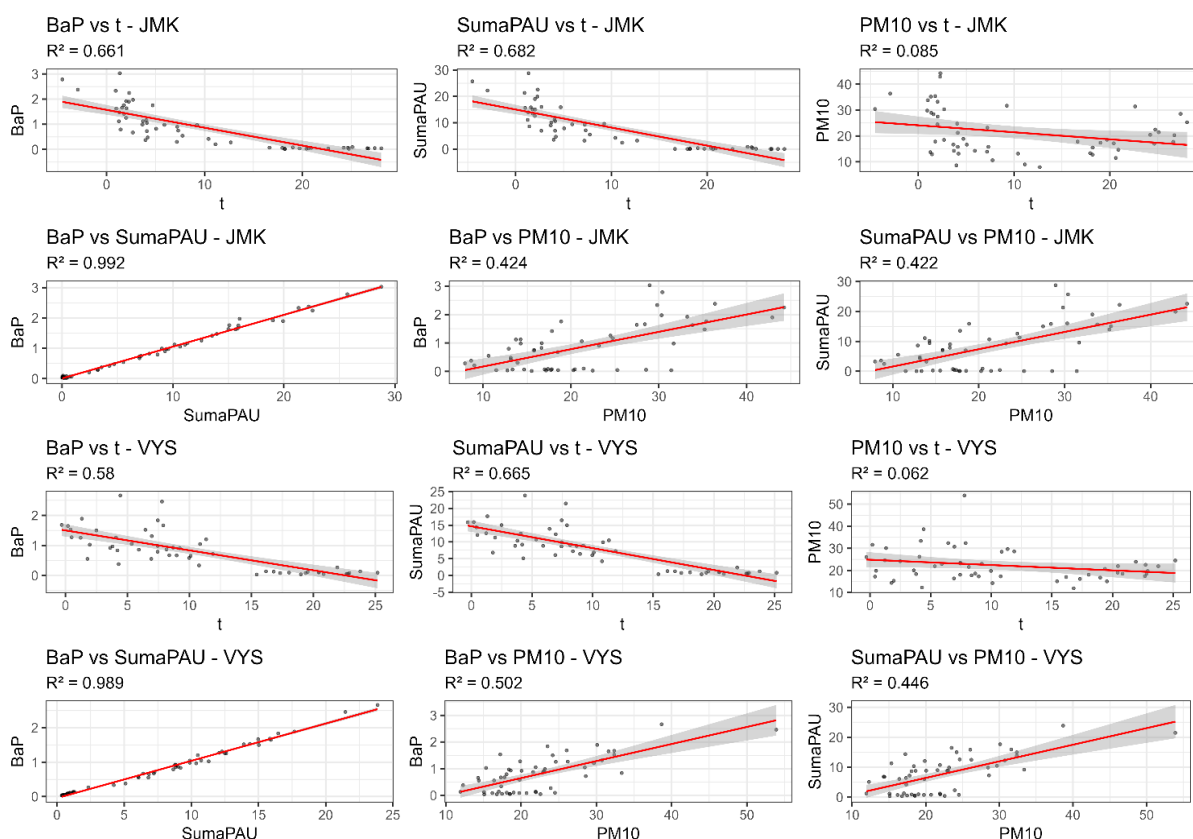 BaP vs t - JMK
R² = 0.661
3
2
1
0
BaP
0
10
20
t
SumaPAU vs t - JMK
R² = 0.682
30
20
10
0
SumaPAU
0
10
20
t
PM10 vs t - JMK
R² = 0.085
40
30
20
10
PM10
0
10
20
t
BaP vs SumaPAU - JMK
R² = 0.992
3
2
1
0
BaP
0
10
20
30
SumaPAU
BaP vs PM10 - JMK
R² = 0.424
3
2
1
0
BaP
10
20
30
40
PM10
SumaPAU vs PM10 - JMK
R² = 0.422
30
20
10
0
SumaPAU
10
20
30
40
PM10
BaP vs t - VYS
R² = 0.58
2
1
0
BaP
0
5
10
15
20
25
t
SumaPAU vs t - VYS
R² = 0.665
25
20
15
10
5
0
-5
SumaPAU
0
5
10
15
20
25
t
PM10 vs t - VYS
R² = 0.062
50
40
30
20
10
PM10
0
5
10
15
20
25
t
BaP vs SumaPAU - VYS
R² = 0.989
2
1
0
BaP
0
5
10
15
20
25
SumaPAU
BaP vs PM10 - VYS
R² = 0.502
3
2
1
0
BaP
10
20
30
40
50
PM10
SumaPAU vs PM10 - VYS
R² = 0.446
30
20
10
0
SumaPAU
10
20
30
40
50
PM10